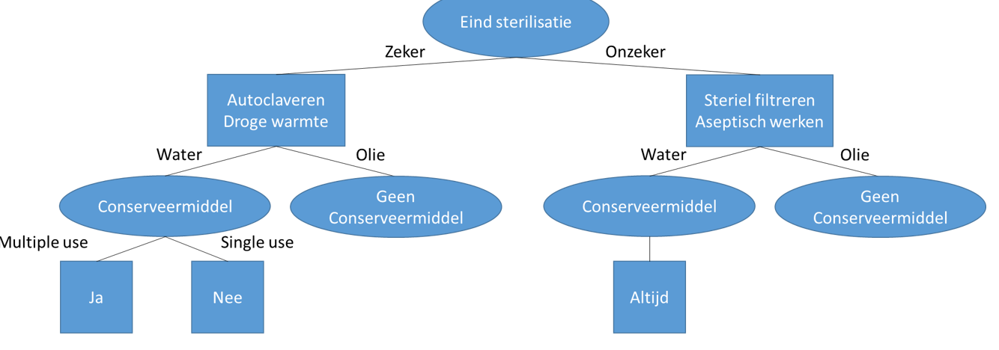 Eind sterilisatie
Zeker
Onzeker
Autoclaveren
Droge warmte
Steriel filtreren
Aseptisch werken
Water
Olie
Water
Olie
Conserveermiddel
Geen
Conserveermiddel
Conserveermiddel
Geen
Conserveermiddel
Multiple use
Single use
Ja
Nee
Altijd